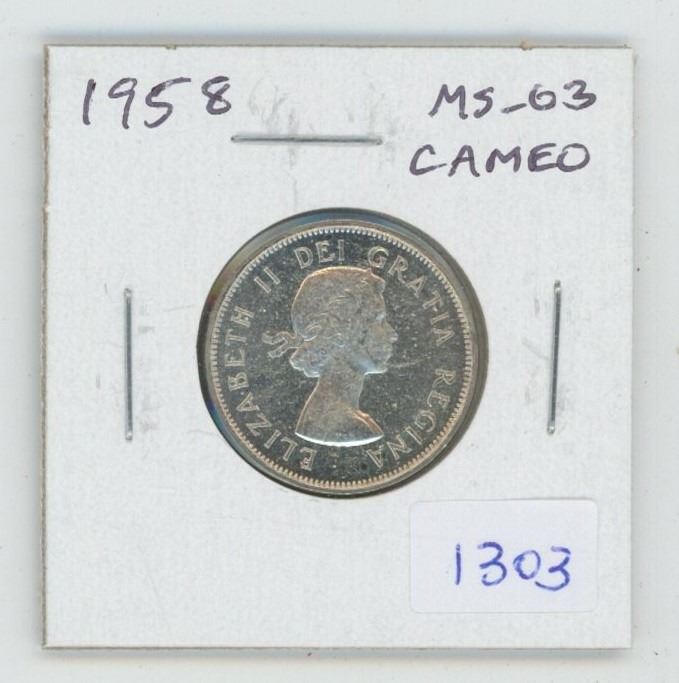 1958
MS-63
CAMEO
ELIZABETH II DEI GRATIA REGINA
1303